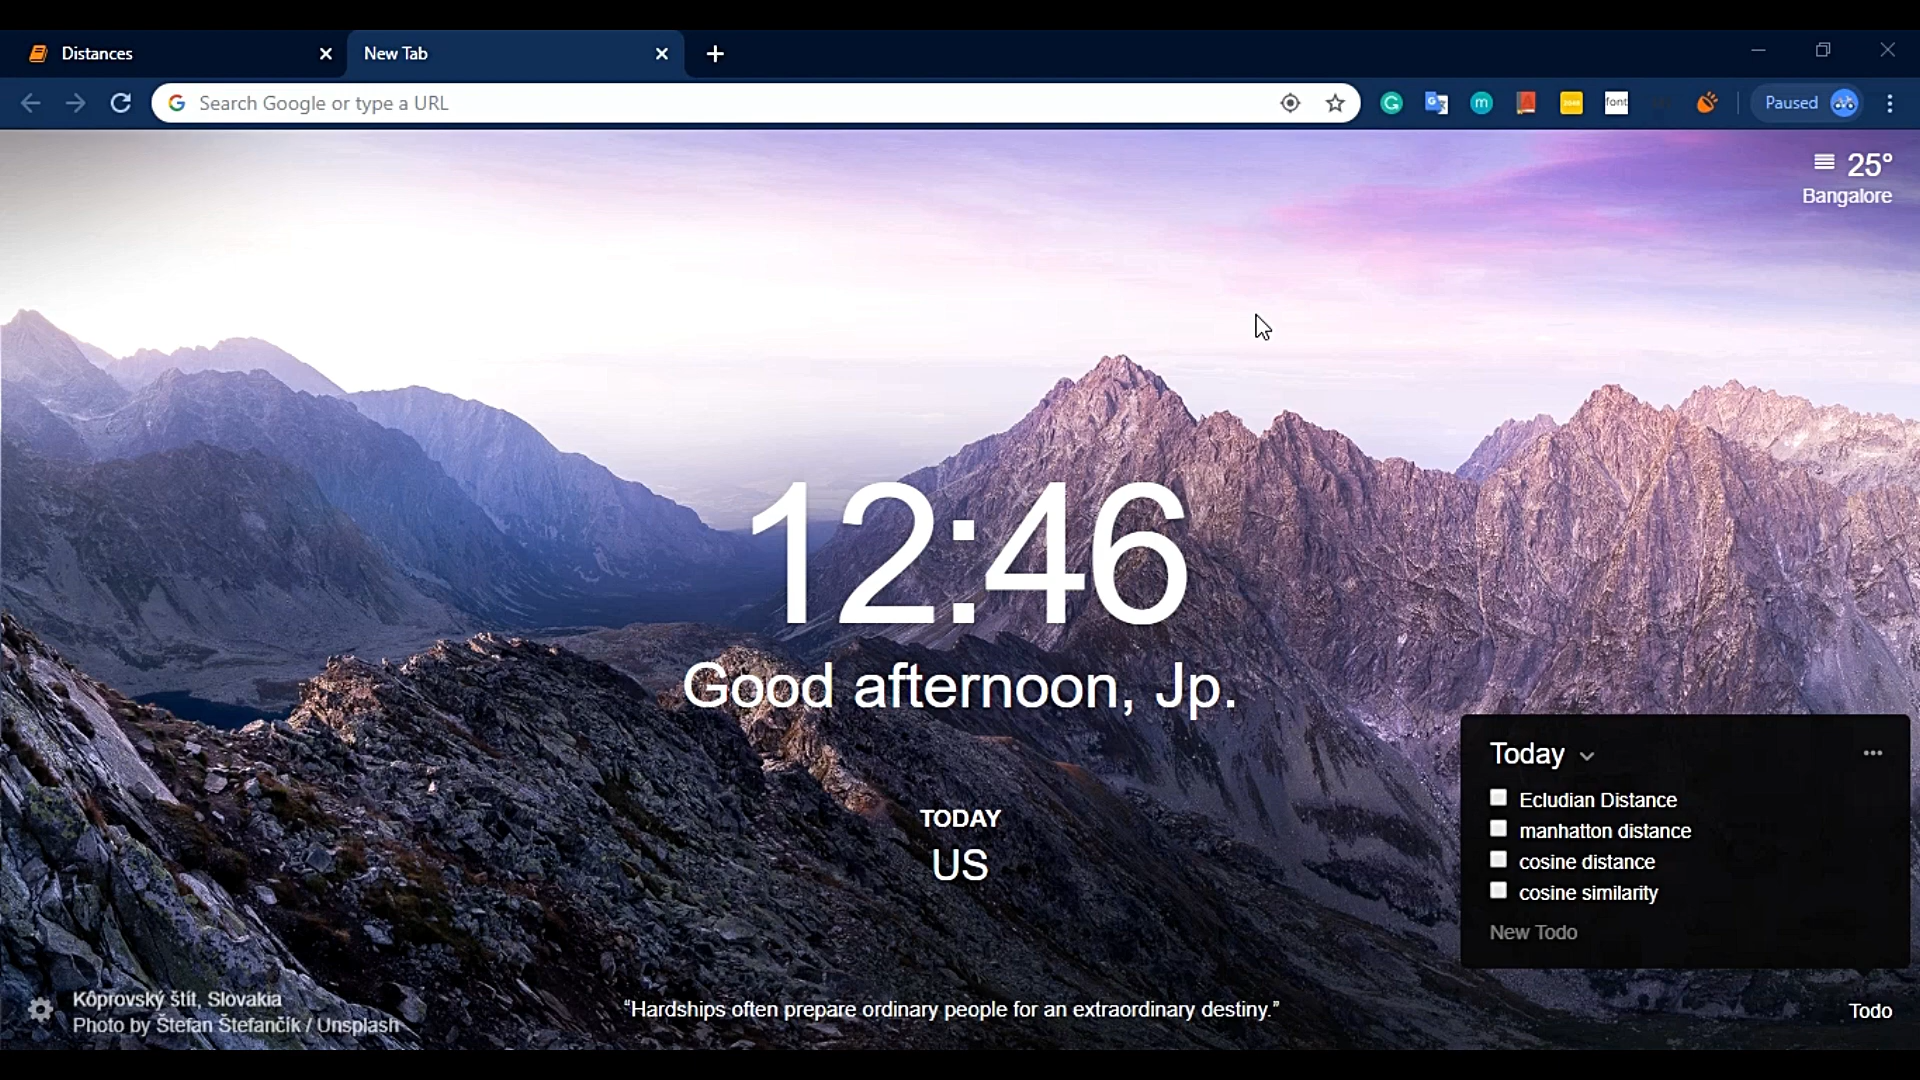 Distances
New Tab
Search Google or type a URL
font
Paused
25°
Bangalore
12:46
Good afternoon, Jp.
TODAY
US
Today
Ecludian Distance
manhatton distance
cosine distance
cosine similarity
New Todo
Kôprovský štít, Slovakia
Photo by Štefan Štefančík / Unsplash
“Hardships often prepare ordinary people for an extraordinary destiny.”
Todo